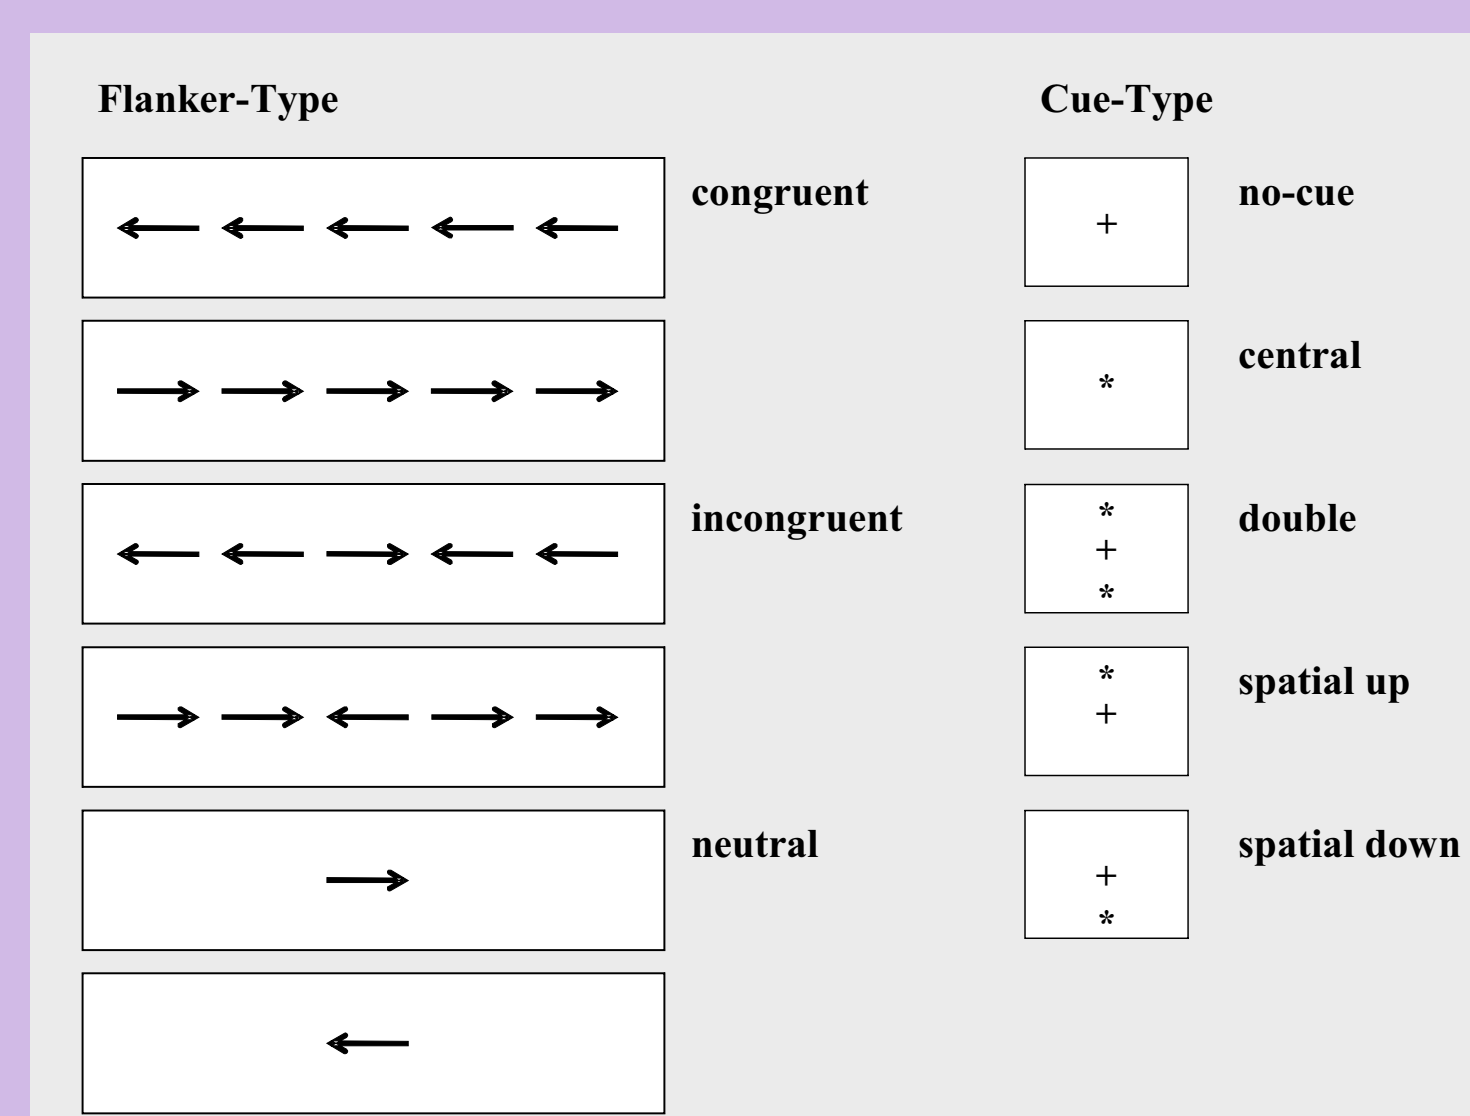 Flanker-Type
Cue-Type
congruent
no-cue
+
central
*
incongruent
double
*
+
*
spatial up
*
+
neutral
spatial down
+
*